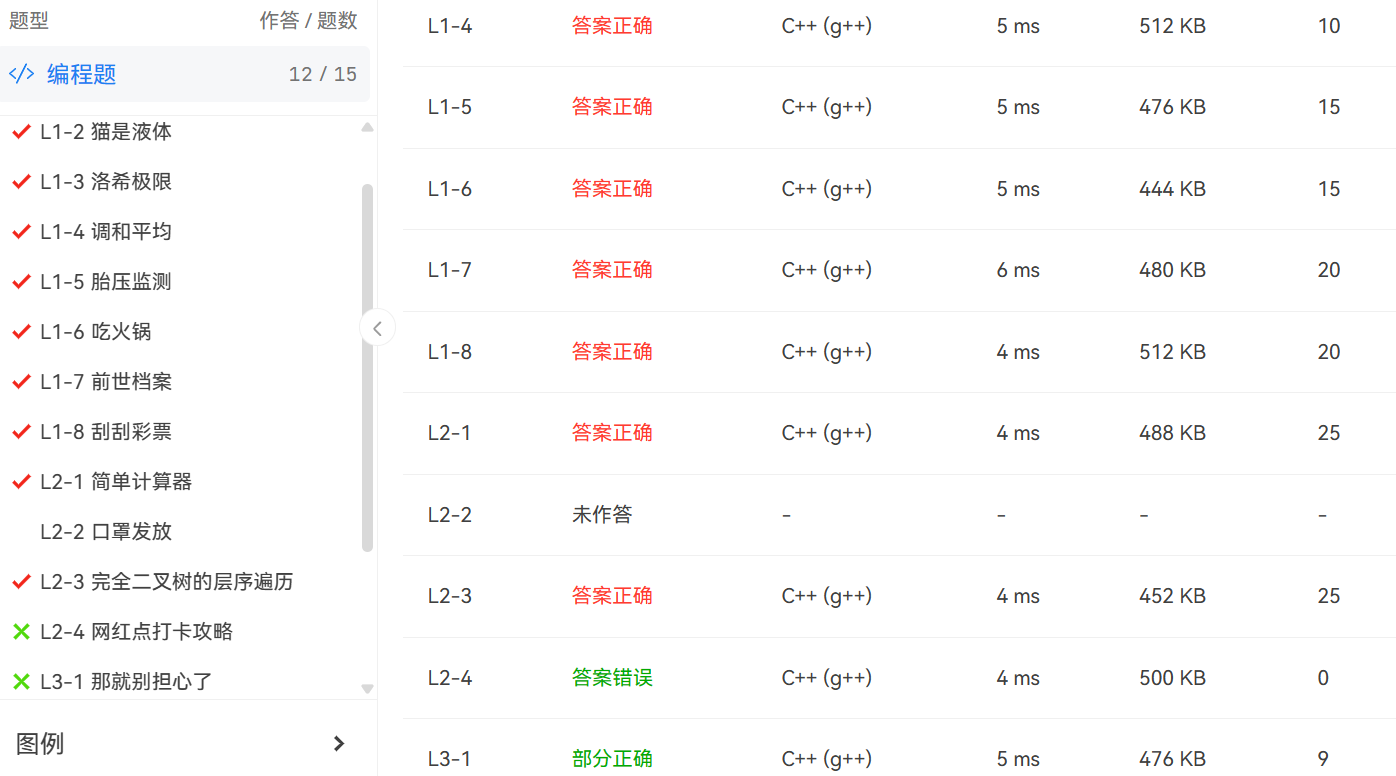 题型 作答 / 题数
</> 编程题 12 / 15
L1-2 猫是液体
L1-3 洛希极限
L1-4 调和平均
L1-5 胎压监测
L1-6 吃火锅
L1-7 前世档案
L1-8 刮刮彩票
L2-1 简单计算器
L2-2 口罩发放
L2-3 完全二叉树的层序遍历
L2-4 网红点打卡攻略
L3-1 那就别担心了
图例
L1-4 答案正确 C++ (g++) 5 ms 512 KB 10
L1-5 答案正确 C++ (g++) 5 ms 476 KB 15
L1-6 答案正确 C++ (g++) 5 ms 444 KB 15
L1-7 答案正确 C++ (g++) 6 ms 480 KB 20
L1-8 答案正确 C++ (g++) 4 ms 512 KB 20
L2-1 答案正确 C++ (g++) 4 ms 488 KB 25
L2-2 未作答 - - - -
L2-3 答案正确 C++ (g++) 4 ms 452 KB 25
L2-4 答案错误 C++ (g++) 4 ms 500 KB 0
L3-1 部分正确 C++ (g++) 5 ms 476 KB 9